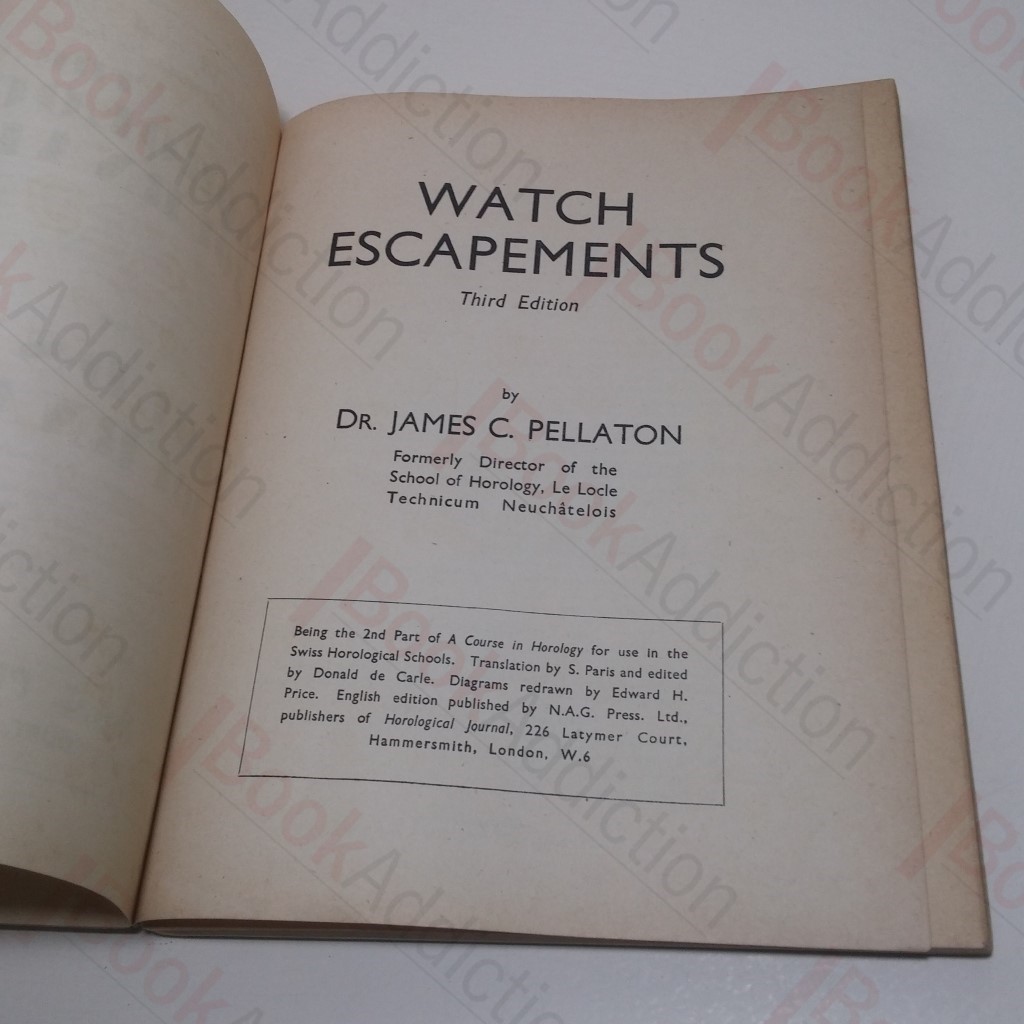 WATCH
ESCAPEMENTS
Third Edition
by
DR. JAMES C. PELLATON
Formerly Director of the
School of Horology, Le Locle
Technicum Neuchâtelois
Being the 2nd Part of A Course in Horology for use in the
Swiss Horological Schools. Translation by S. Paris and edited
by Donald de Carle. Diagrams redrawn by Edward H.
Price. English edition published by N.A.G. Press. Ltd.,
publishers of Horological Journal, 226 Latymer Court,
Hammersmith, London, W.6
BookAddiction